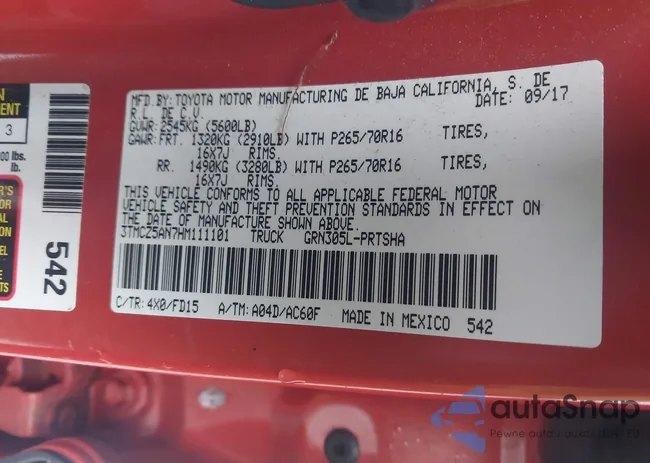 MFD.BY: TOYOTA MOTOR MANUFACTURING DE BAJA CALIFORNIA, S. DE
R.L. DE C.V. DATE: 09/17
GVWR: 2545KG (5600LB)
GAWR: FRT. 1320KG (2910LB) WITH P265/70R16 TIRES,
16X7J RIMS.
RR. 1490KG (3280LB) WITH P265/70R16 TIRES,
16X7J RIMS.
THIS VEHICLE CONFORMS TO ALL APPLICABLE FEDERAL MOTOR
VEHICLE SAFETY AND THEFT PREVENTION STANDARDS IN EFFECT ON
THE DATE OF MANUFACTURE SHOWN ABOVE.
3TMCZ5AN7HM111101 TRUCK GRN305L-PRTSHA
C/TR: 4X0/FD15 A/TM: A04D/AC60F MADE IN MEXICO 542
3
lbs.
lb.
542
autaSnap